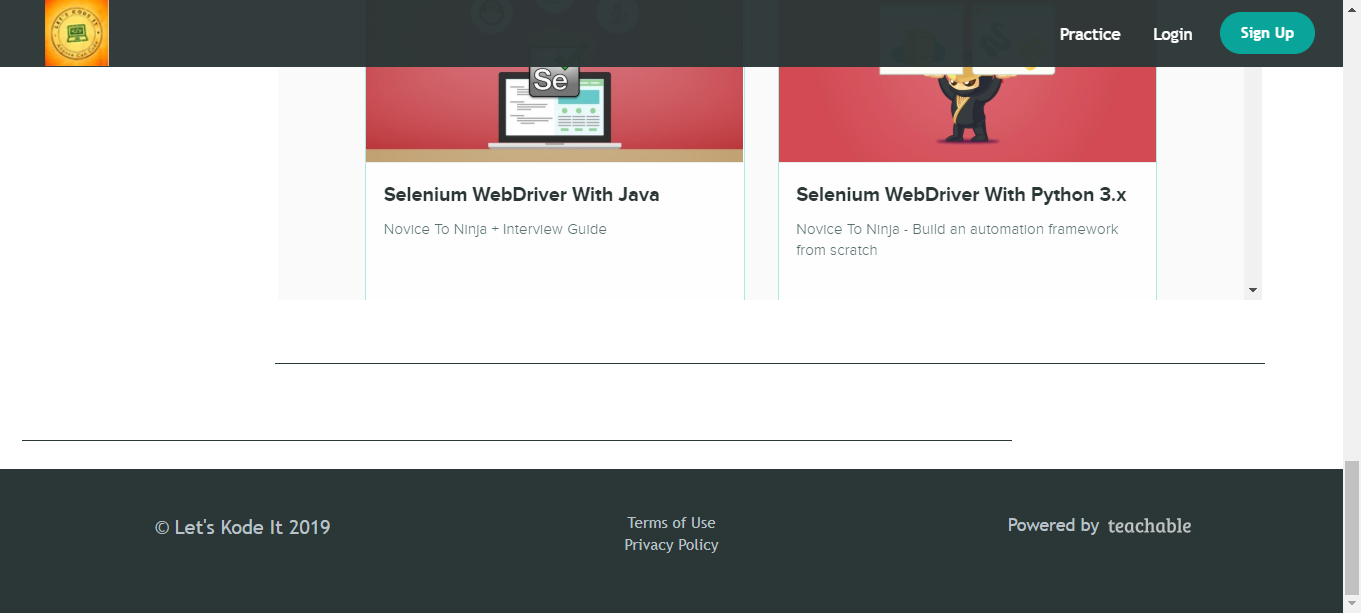 LET'S KODE IT
Practice
Login
Sign Up
Se
Selenium WebDriver With Java
Novice To Ninja + Interview Guide
Selenium WebDriver With Python 3.x
Novice To Ninja - Build an automation framework
from scratch
© Let's Kode It 2019
Terms of Use
Privacy Policy
Powered by teachable